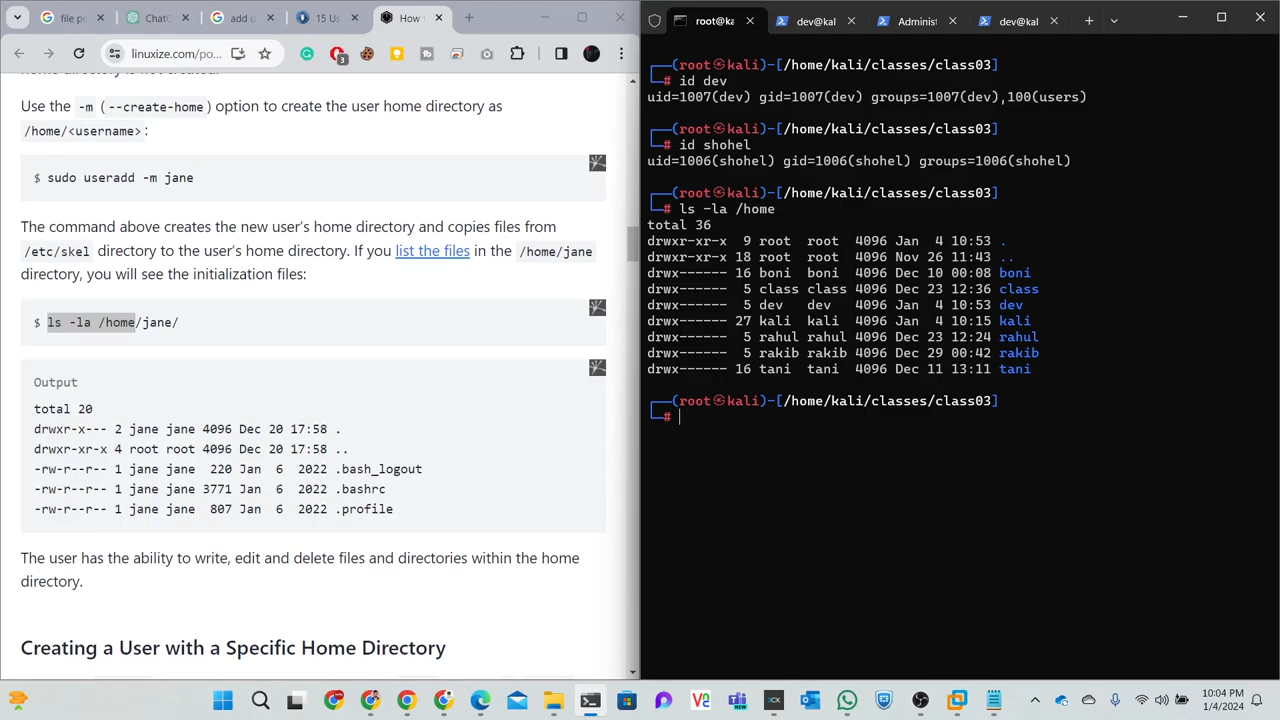 file pe
ChatG
add u
15 Us
How t
linuxize.com/po...
3
home directory is not created.
Use the -m (--create-home) option to create the user home directory as
/home/<username>:
$ sudo useradd -m jane
The command above creates the new user's home directory and copies files from
/etc/skel directory to the user's home directory. If you list the files in the /home/jane
directory, you will see the initialization files:
$ ls -la /home/jane/
Output
total 20
drwxr-x--- 2 jane jane 4096 Dec 20 17:58 .
drwxr-xr-x 4 root root 4096 Dec 20 17:58 ..
-rw-r--r-- 1 jane jane  220 Jan  6  2022 .bash_logout
-rw-r--r-- 1 jane jane 3771 Jan  6  2022 .bashrc
-rw-r--r-- 1 jane jane  807 Jan  6  2022 .profile
The user has the ability to write, edit and delete files and directories within the home
directory.
Creating a User with a Specific Home Directory
root@ka
dev@kal
Administ
dev@kal
┌──(root㉿kali)-[/home/kali/classes/class03]
└─# id dev
uid=1007(dev) gid=1007(dev) groups=1007(dev),100(users)
┌──(root㉿kali)-[/home/kali/classes/class03]
└─# id shohel
uid=1006(shohel) gid=1006(shohel) groups=1006(shohel)
┌──(root㉿kali)-[/home/kali/classes/class03]
└─# ls -la /home
total 36
drwxr-xr-x  9 root  root  4096 Jan  4 10:53 .
drwxr-xr-x 18 root  root  4096 Nov 26 11:43 ..
drwx------ 16 boni  boni  4096 Dec 10 00:08 boni
drwx------  5 class class 4096 Dec 23 12:36 class
drwx------  5 dev   dev   4096 Jan  4 10:53 dev
drwx------ 27 kali  kali  4096 Jan  4 10:15 kali
drwx------  5 rahul rahul 4096 Dec 23 12:24 rahul
drwx------  5 rakib rakib 4096 Dec 29 00:42 rakib
drwx------ 16 tani  tani  4096 Dec 11 13:11 tani
┌──(root㉿kali)-[/home/kali/classes/class03]
└─#
10:04 PM
1/4/2024